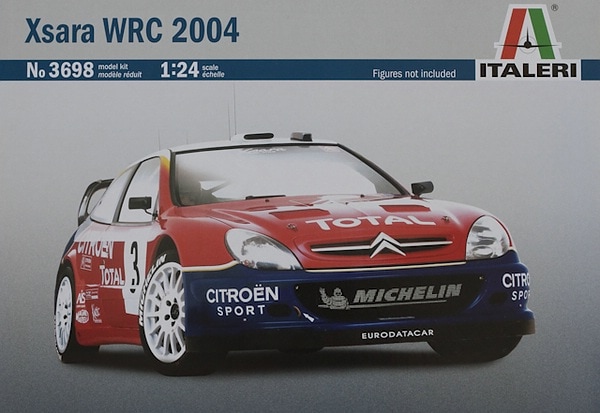 Xsara WRC 2004
No 3698 model kit
modèle réduit
1:24 scale
échelle
Figures not included
ITALERI
TOTAL
CITROËN
TOTAL
3
CITROËN
SPORT
MICHELIN
CITROËN
SPORT
EURODATACAR